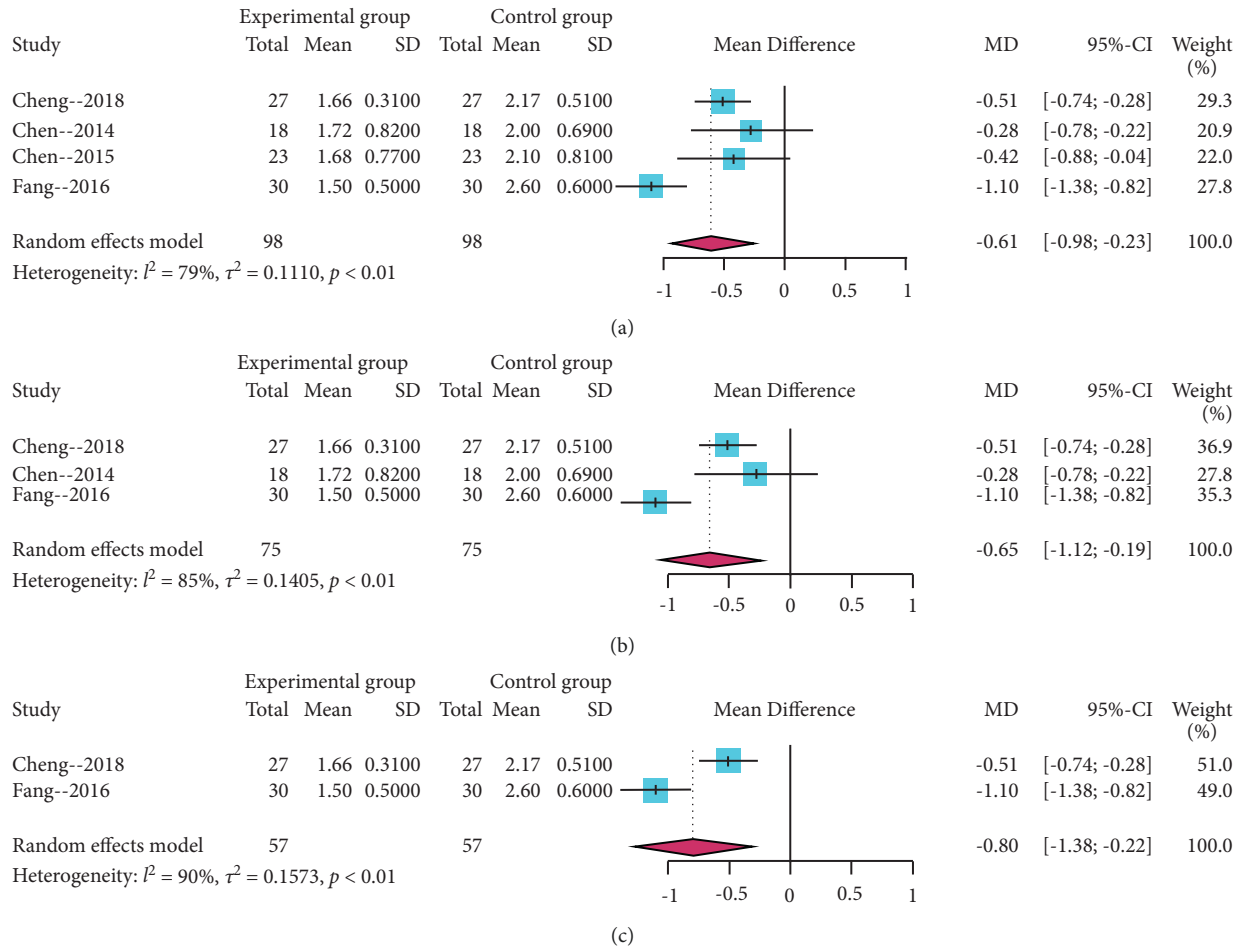 Experimental group Control group
Study Total Mean SD Total Mean SD Mean Difference MD 95%-CI Weight
(%)
Cheng--2018 27 1.66 0.3100 27 2.17 0.5100 -0.51 [-0.74; -0.28] 29.3
Chen--2014 18 1.72 0.8200 18 2.00 0.6900 -0.28 [-0.78; -0.22] 20.9
Chen--2015 23 1.68 0.7700 23 2.10 0.8100 -0.42 [-0.88; -0.04] 22.0
Fang--2016 30 1.50 0.5000 30 2.60 0.6000 -1.10 [-1.38; -0.82] 27.8
Random effects model 98 98 -0.61 [-0.98; -0.23] 100.0
Heterogeneity: I² = 79%, τ² = 0.1110, p < 0.01
-1 -0.5 0 0.5 1
(a)
Experimental group Control group
Study Total Mean SD Total Mean SD Mean Difference MD 95%-CI Weight
(%)
Cheng--2018 27 1.66 0.3100 27 2.17 0.5100 -0.51 [-0.74; -0.28] 36.9
Chen--2014 18 1.72 0.8200 18 2.00 0.6900 -0.28 [-0.78; -0.22] 27.8
Fang--2016 30 1.50 0.5000 30 2.60 0.6000 -1.10 [-1.38; -0.82] 35.3
Random effects model 75 75 -0.65 [-1.12; -0.19] 100.0
Heterogeneity: I² = 85%, τ² = 0.1405, p < 0.01
-1 -0.5 0 0.5 1
(b)
Experimental group Control group
Study Total Mean SD Total Mean SD Mean Difference MD 95%-CI Weight
(%)
Cheng--2018 27 1.66 0.3100 27 2.17 0.5100 -0.51 [-0.74; -0.28] 51.0
Fang--2016 30 1.50 0.5000 30 2.60 0.6000 -1.10 [-1.38; -0.82] 49.0
Random effects model 57 57 -0.80 [-1.38; -0.22] 100.0
Heterogeneity: I² = 90%, τ² = 0.1573, p < 0.01
-1 -0.5 0 0.5 1
(c)